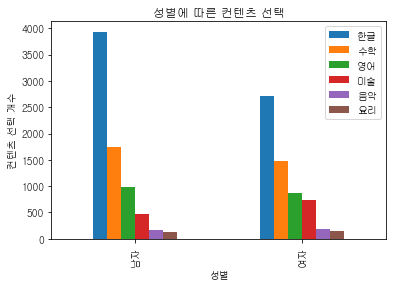 성별에 따른 컨텐츠 선택
컨텐츠 선택 개수
4000
3500
3000
2500
2000
1500
1000
500
0
한글
수학
영어
미술
음악
요리
남자
여자
성별